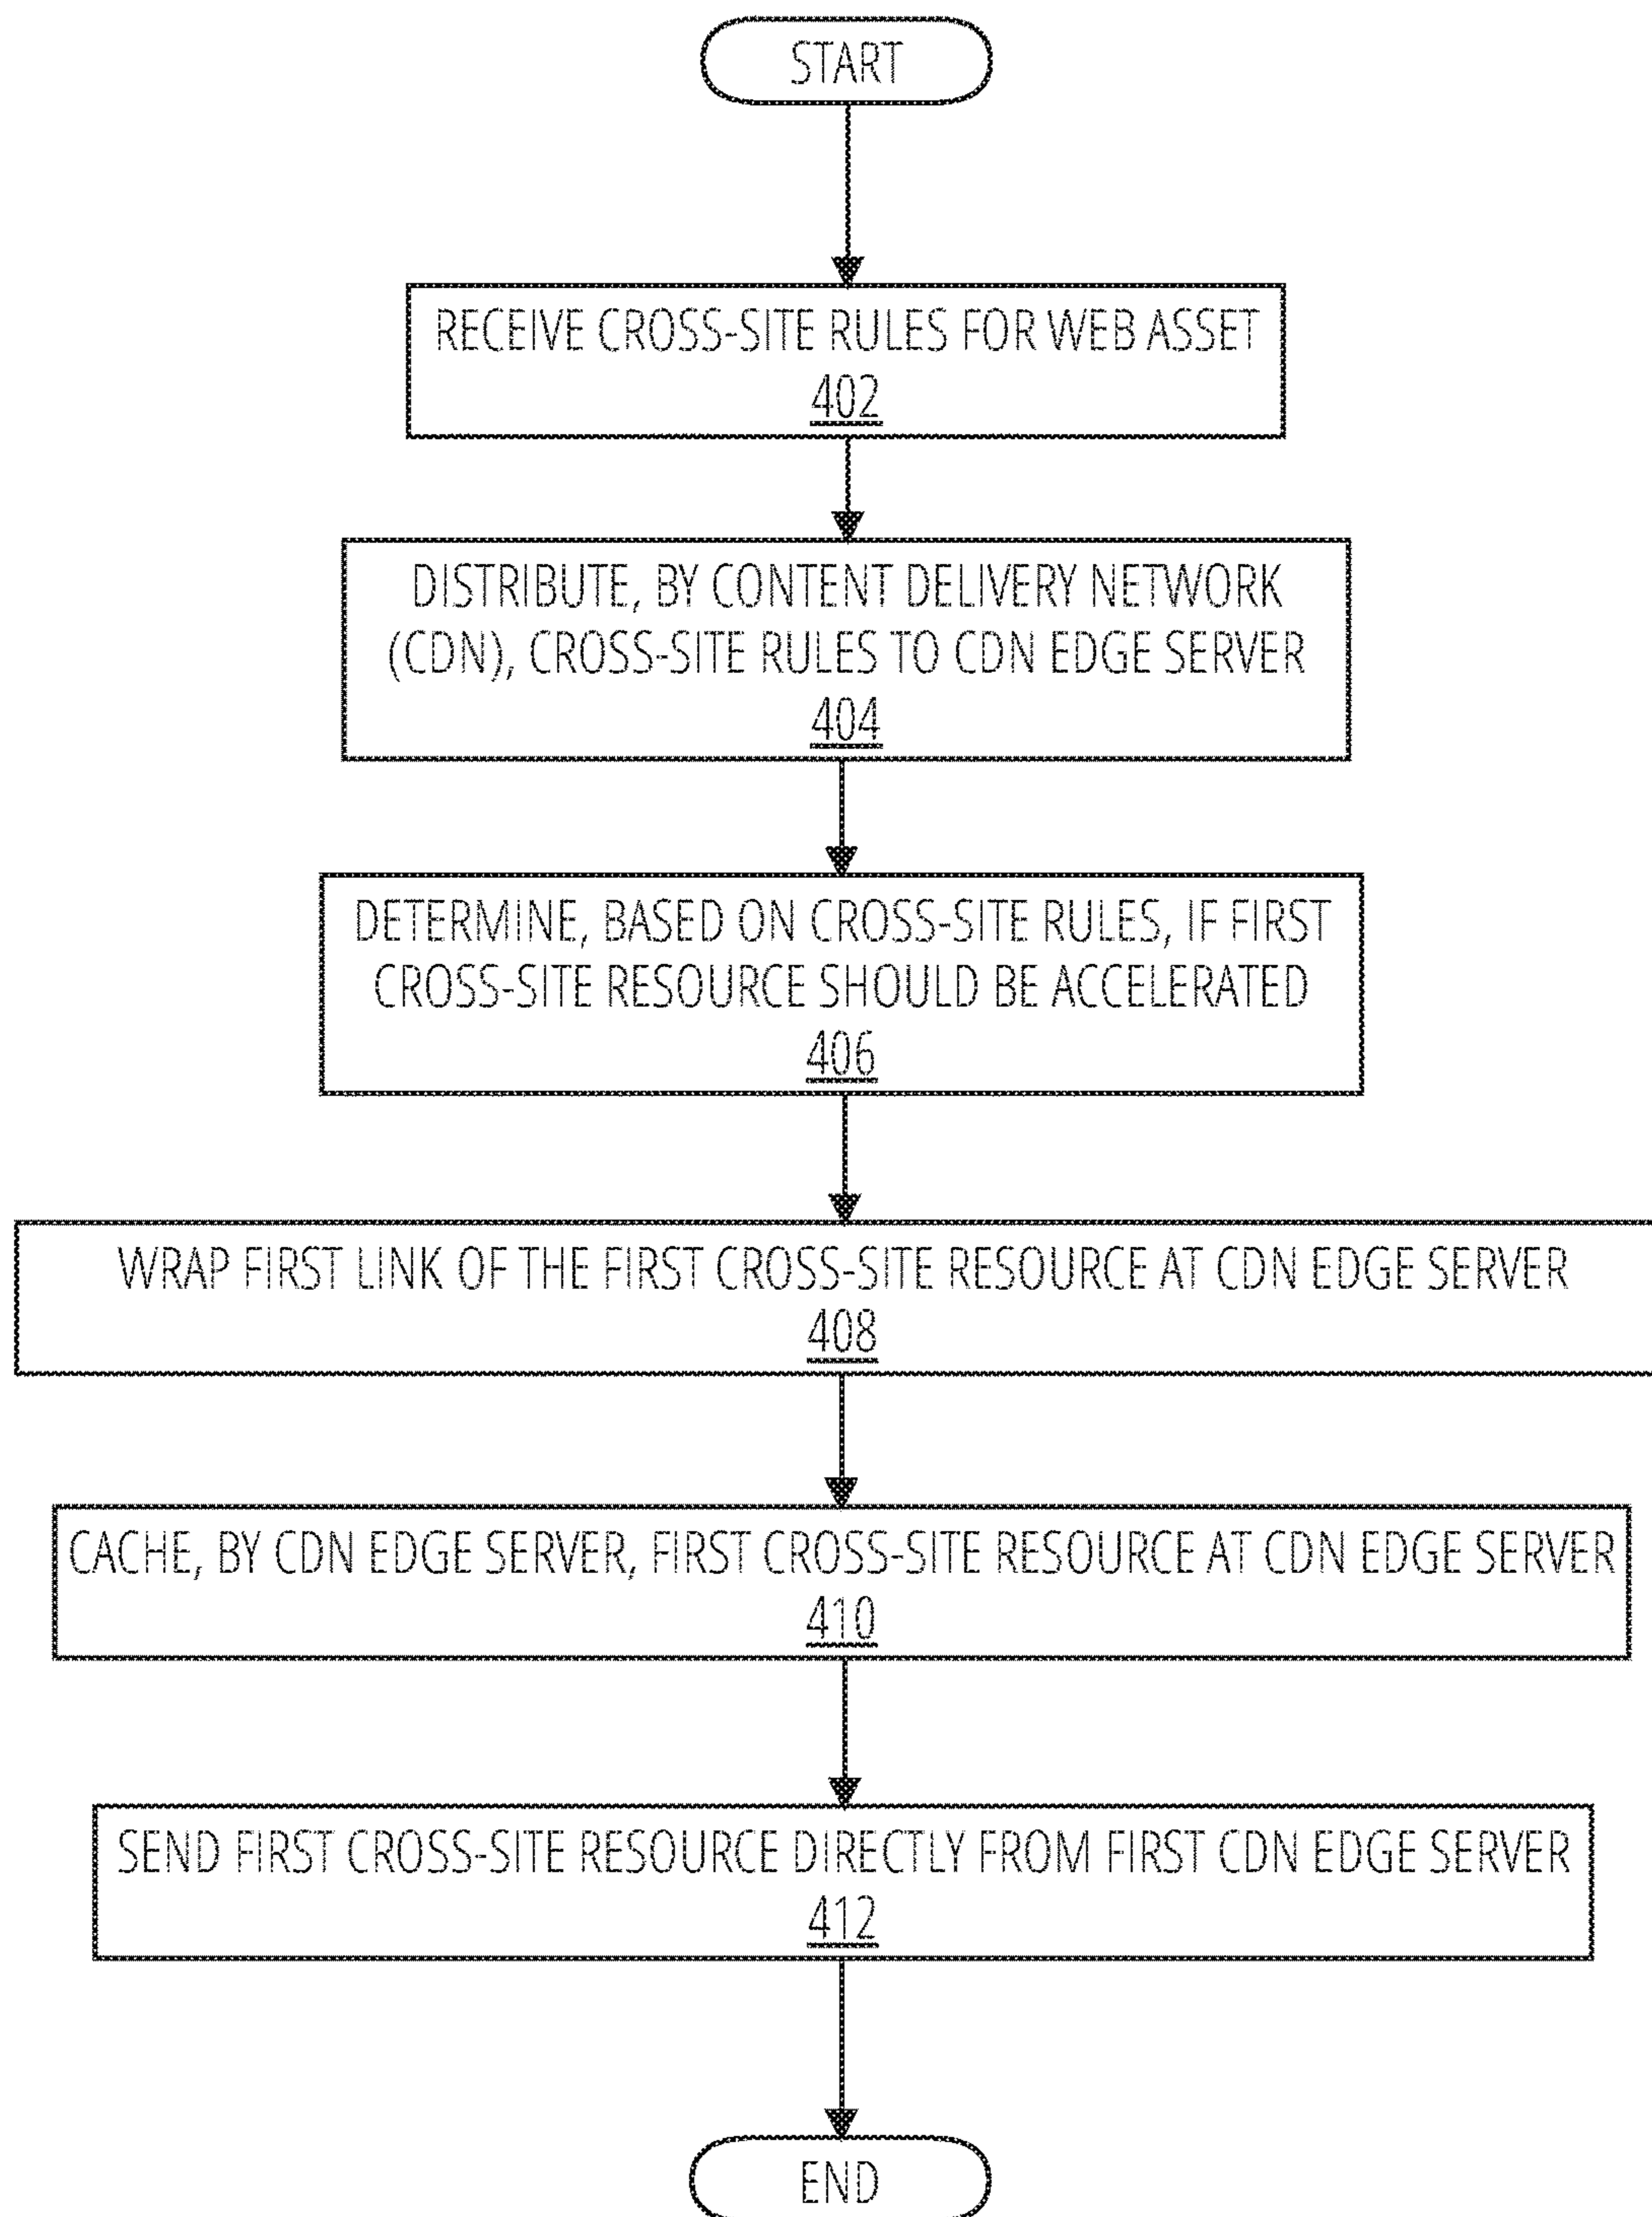 START
RECEIVE CROSS-SITE RULES FOR WEB ASSET
402
DISTRIBUTE, BY CONTENT DELIVERY NETWORK
(CDN), CROSS-SITE RULES TO CDN EDGE SERVER
404
DETERMINE, BASED ON CROSS-SITE RULES, IF FIRST
CROSS-SITE RESOURCE SHOULD BE ACCELERATED
406
WRAP FIRST LINK OF THE FIRST CROSS-SITE RESOURCE AT CDN EDGE SERVER
408
CACHE, BY CDN EDGE SERVER, FIRST CROSS-SITE RESOURCE AT CDN EDGE SERVER
410
SEND FIRST CROSS-SITE RESOURCE DIRECTLY FROM FIRST CDN EDGE SERVER
412
END